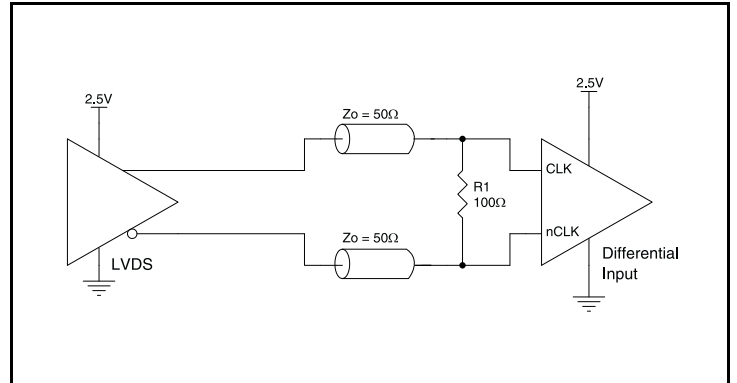 2.5V
2.5V
Zo = 50Ω
CLK
R1
100Ω
nCLK
Zo = 50Ω
LVDS
Differential
Input